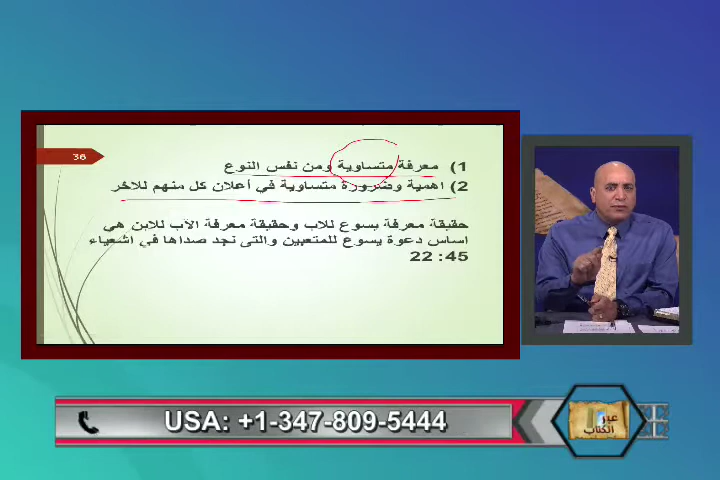 36
1) معرفة متساوية ومن نفس النوع
2) اهمية وضرورة متساوية في أعلان كل منهم للاخر
حقيقة معرفة يسوع للاب وحقيقة معرفة الآب للابن هي
اساس دعوة يسوع للمتعبين والتى نجد صداها في اشعياء
45: 22
USA: +1-347-809-5444
عبر
الكتاب